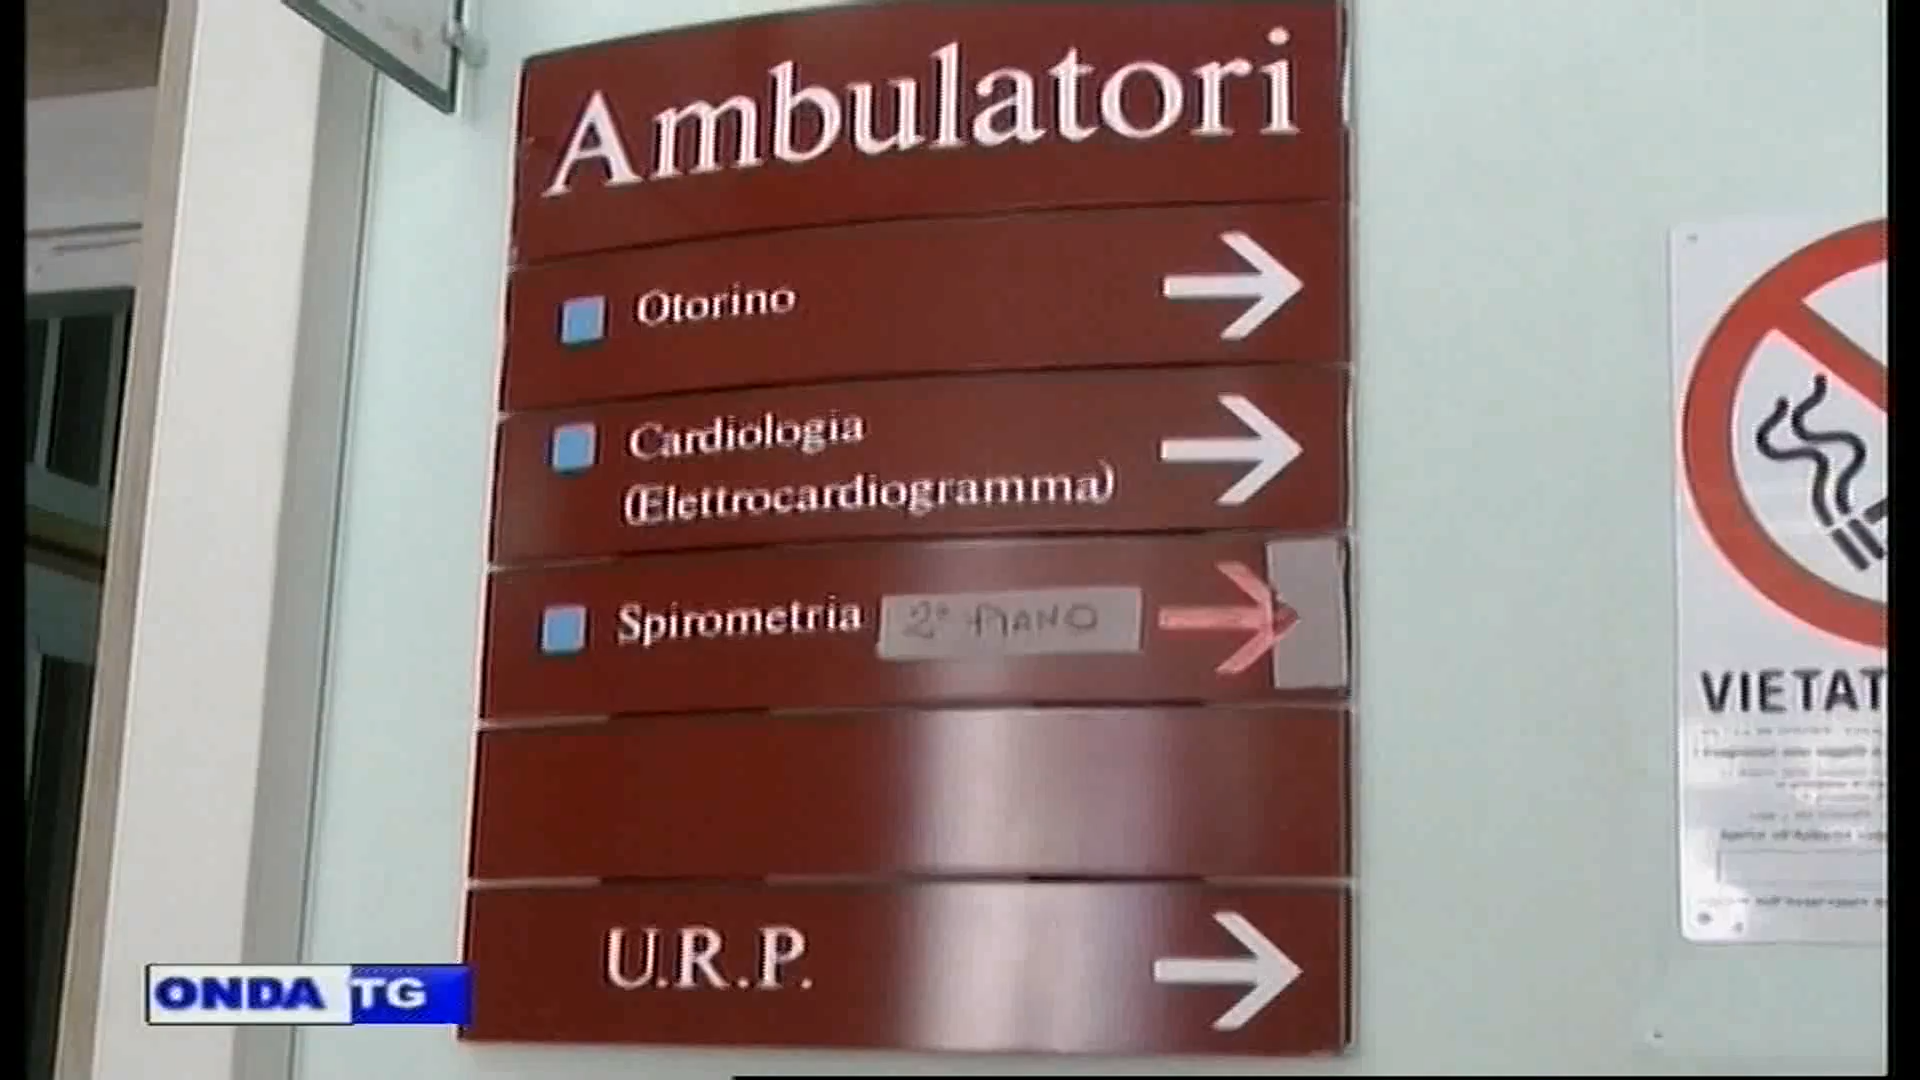 Ambulatori
Otorino
Cardiologia
(Elettrocardiogramma)
Spirometria 2° PIANO
U.R.P.
VIETAT
ONDA TG